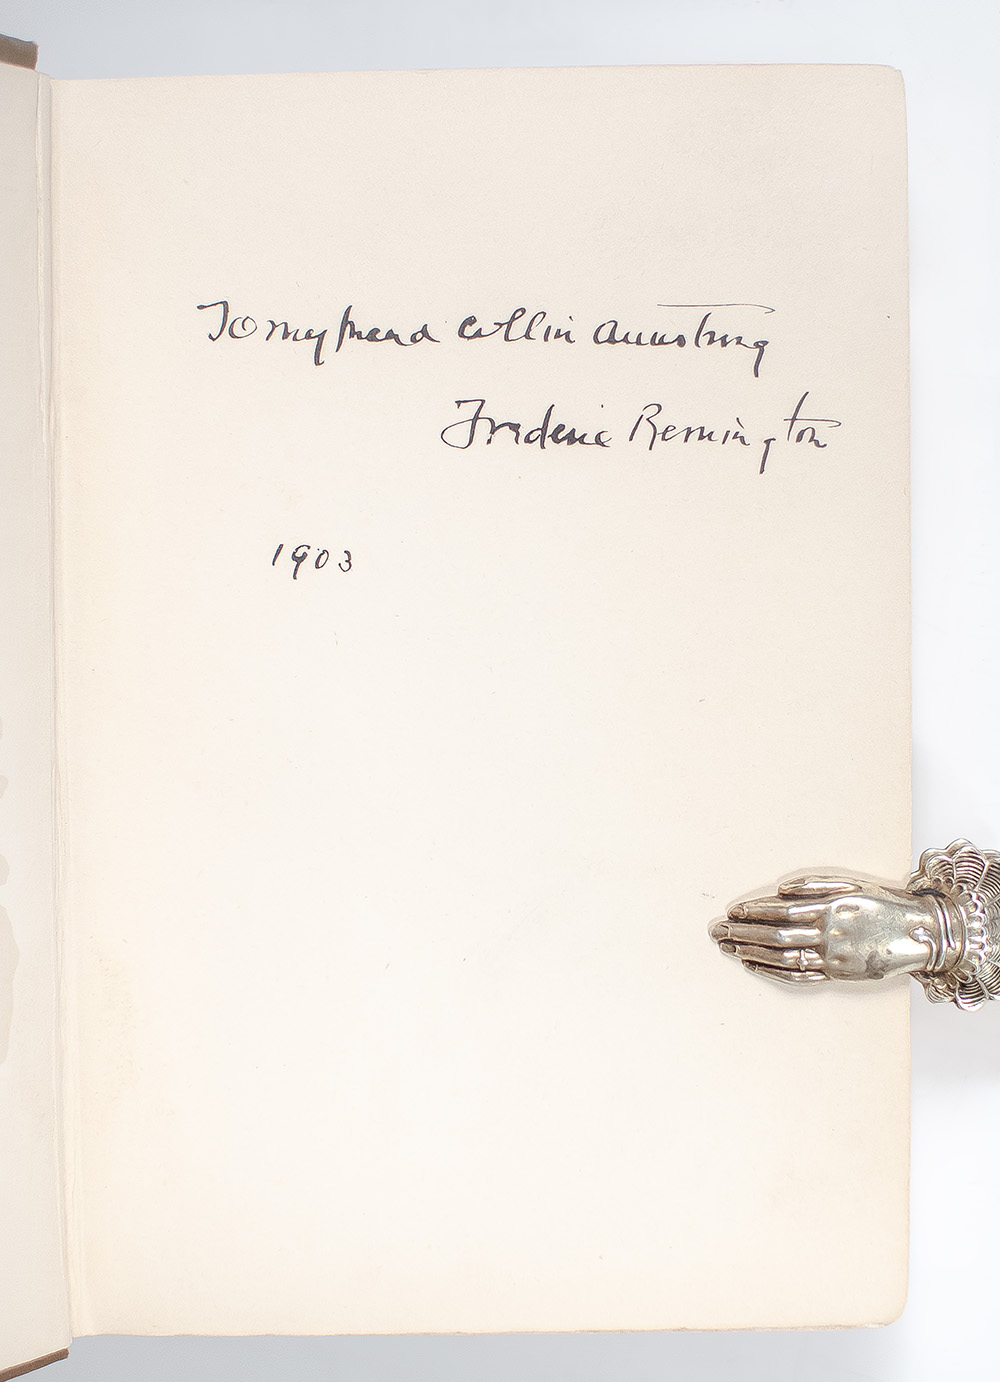 To my friend Collin Armstrong
Frederic Remington
1903